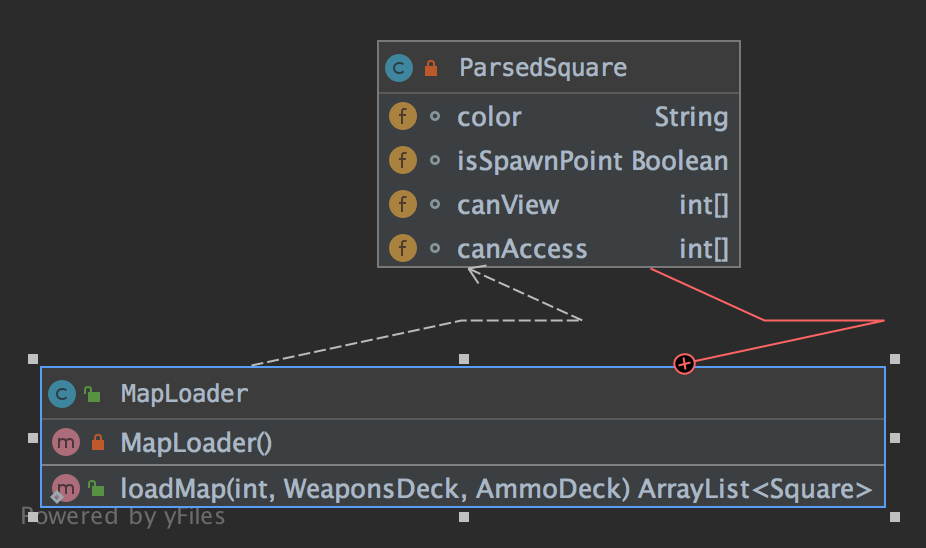 ParsedSquare
color String
isSpawnPoint Boolean
canView int[]
canAccess int[]
MapLoader
MapLoader()
loadMap(int, WeaponsDeck, AmmoDeck) ArrayList<Square>
Powered by yFiles